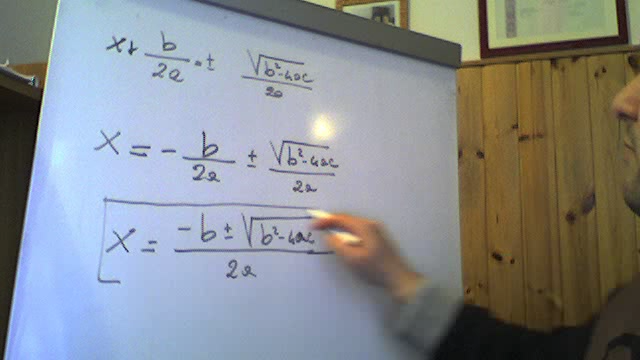 x + b/2a = ± √(b²-4ac)/2a
x = - b/2a ± √(b²-4ac)/2a
x = (-b ± √(b²-4ac))/2a